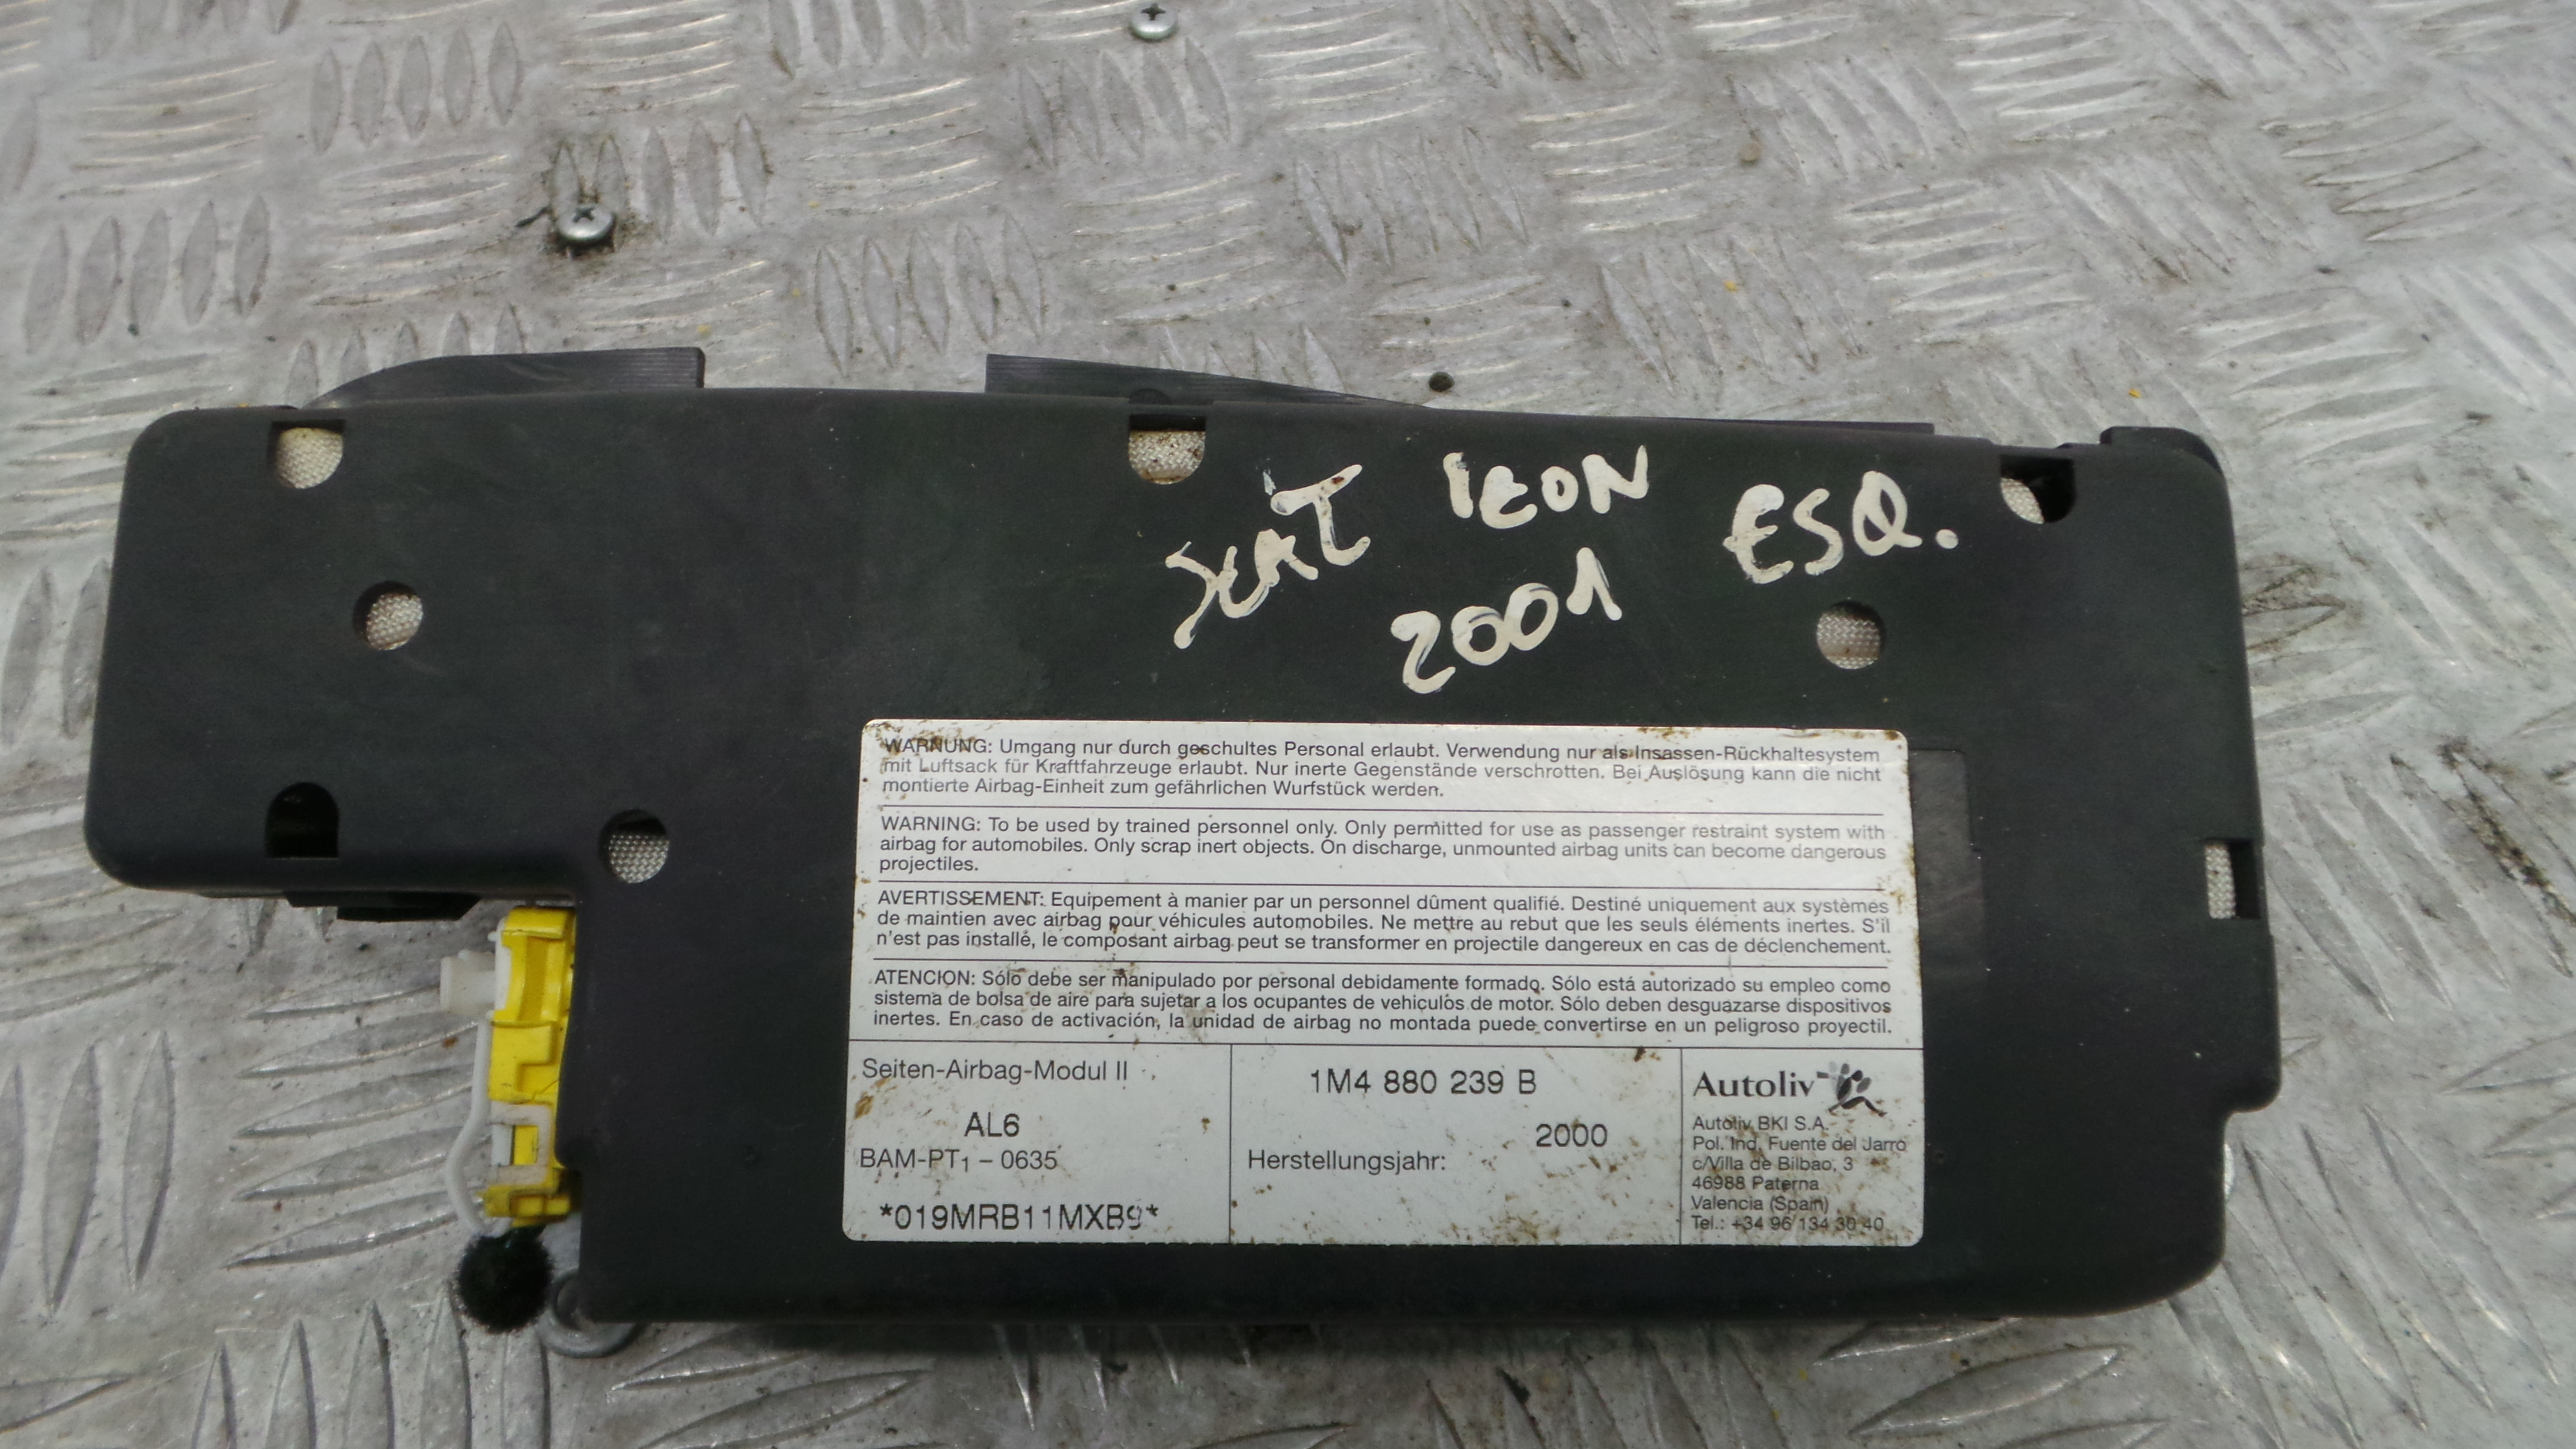 SEAT lEON ESQ.
2001
WARNUNG: Umgang nur durch geschultes Personal erlaubt. Verwendung nur als Insassen-Rückhaltesystem
mit Luftsack für Kraftfahrzeuge erlaubt. Nur inerte Gegenstände verschrotten. Bei Auslösung kann die nicht
montierte Airbag-Einheit zum gefährlichen Wurfstück werden.
WARNING: To be used by trained personnel only. Only permitted for use as passenger restraint system with
airbag for automobiles. Only scrap inert objects. On discharge, unmounted airbag units can become dangerous
projectiles.
AVERTISSEMENT: Equipement à manier par un personnel dûment qualifié. Destiné uniquement aux systèmes
de maintien avec airbag pour véhicules automobiles. Ne mettre au rebut que les seuls éléments inertes. S'il
n'est pas installé, le composant airbag peut se transformer en projectile dangereux en cas de déclenchement.
ATENCION: Sólo debe ser manipulado por personal debidamente formado. Sólo está autorizado su empleo como
sistema de bolsa de aire para sujetar a los ocupantes de vehiculos de motor. Sólo deben desguazarse dispositivos
inertes. En caso de activación, la unidad de airbag no montada puede convertirse en un peligroso proyectil.
Seiten-Airbag-Modul II
AL6
BAM-PT1 – 0635
*019MRB11MXB9*
1M4 880 239 B
2000
Herstellungsjahr:
Autoliv
Autoliv BKI S.A.
Pol. Ind. Fuente del Jarro
c/Villa de Bilbao, 3
46988 Paterna
Valencia (Spain)
Tel.: +34 96 134 30 40